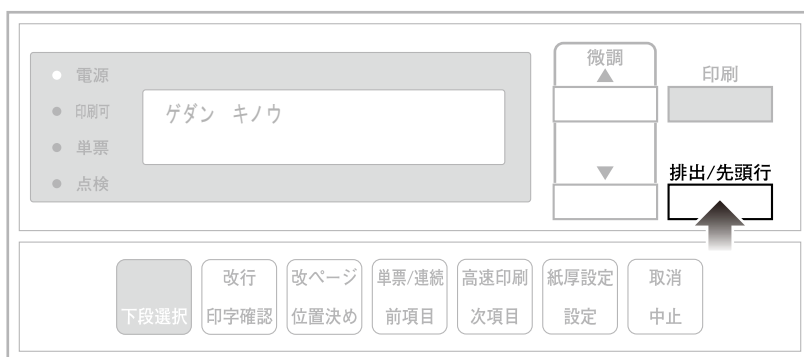 電源
印刷可
単票
点検
ゲダン キノウ
微調
▲
▼
印刷
排出/先頭行
下段選択
改行
印字確認
改ページ
位置決め
単票/連続
前項目
高速印刷
次項目
紙厚設定
設定
取消
中止